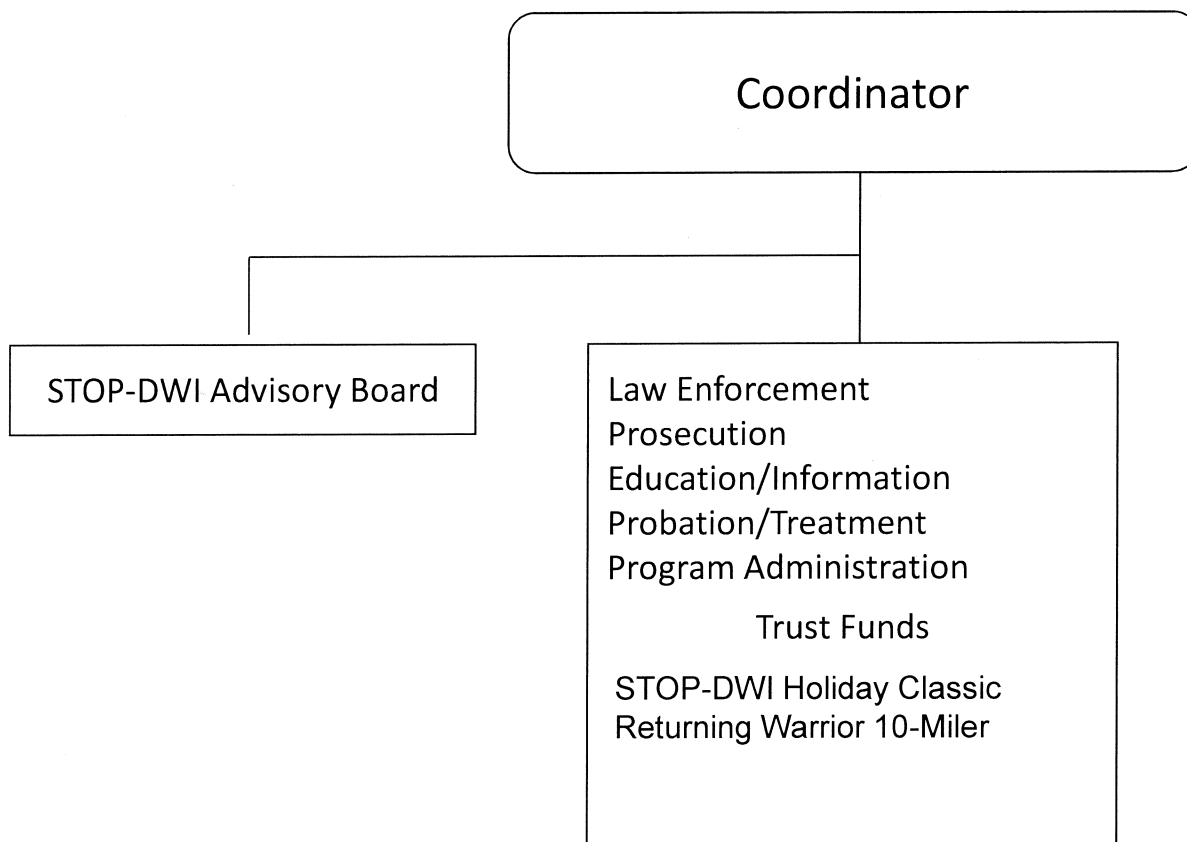 Coordinator
STOP-DWI Advisory Board
Law Enforcement
Prosecution
Education/Information
Probation/Treatment
Program Administration
Trust Funds
STOP-DWI Holiday Classic
Returning Warrior 10-Miler